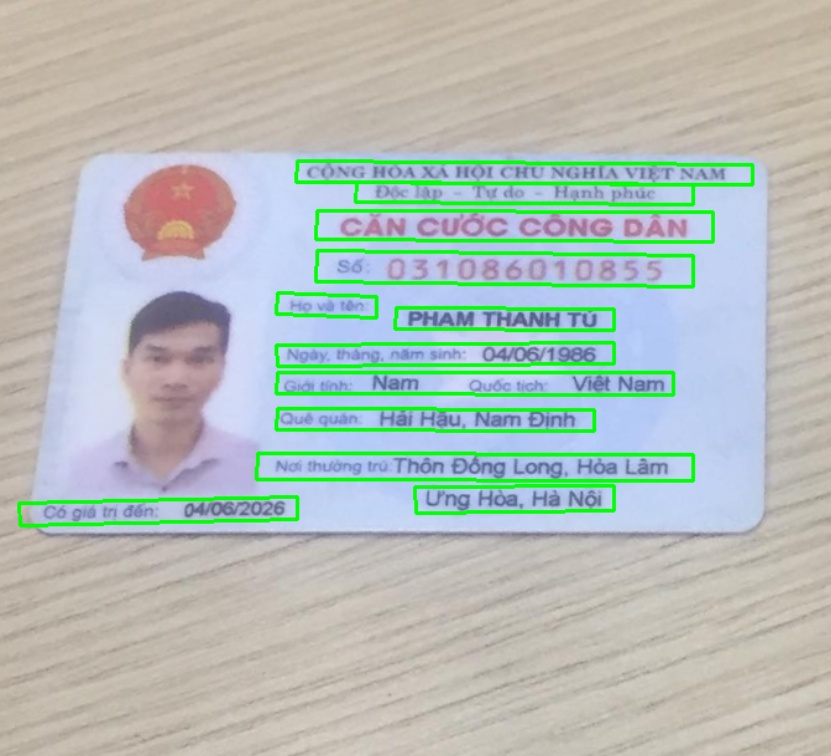 CỘNG HÒA XÃ HỘI CHỦ NGHĨA VIỆT NAM
Độc lập - Tự do - Hạnh phúc
CĂN CƯỚC CÔNG DÂN
Số: 031086010855
Họ và tên:
PHẠM THANH TÚ
Ngày, tháng, năm sinh: 04/06/1986
Giới tính: Nam Quốc tịch: Việt Nam
Quê quán: Hải Hậu, Nam Định
Nơi thường trú: Thôn Đống Long, Hòa Lâm
Ưng Hòa, Hà Nội
Có giá trị đến: 04/06/2026